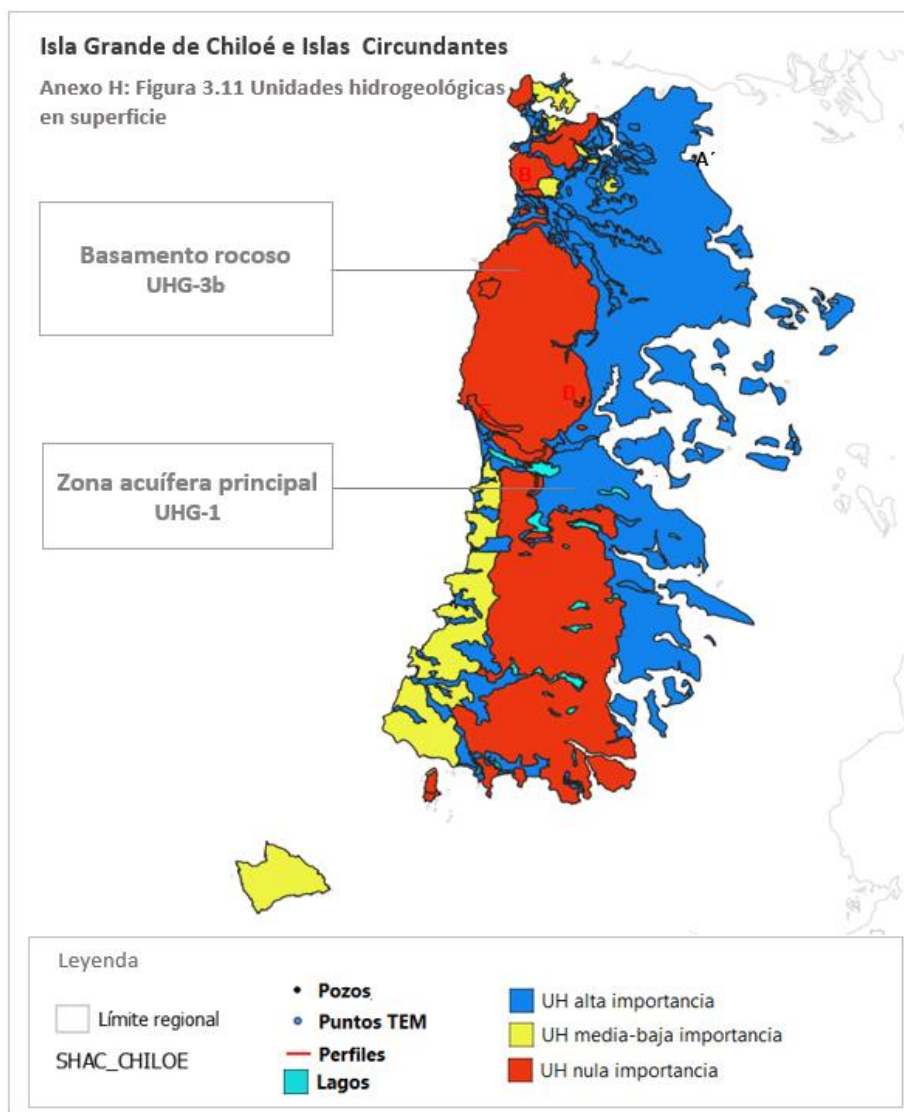 Isla Grande de Chiloé e Islas Circundantes
Anexo H: Figura 3.11 Unidades hidrogeológicas
en superficie
A´
B
Basamento rocoso
UHG-3b
D
Zona acuífera principal
UHG-1
Leyenda
Límite regional
SHAC_CHILOE
Pozos
Puntos TEM
Perfiles
Lagos
UH alta importancia
UH media-baja importancia
UH nula importancia